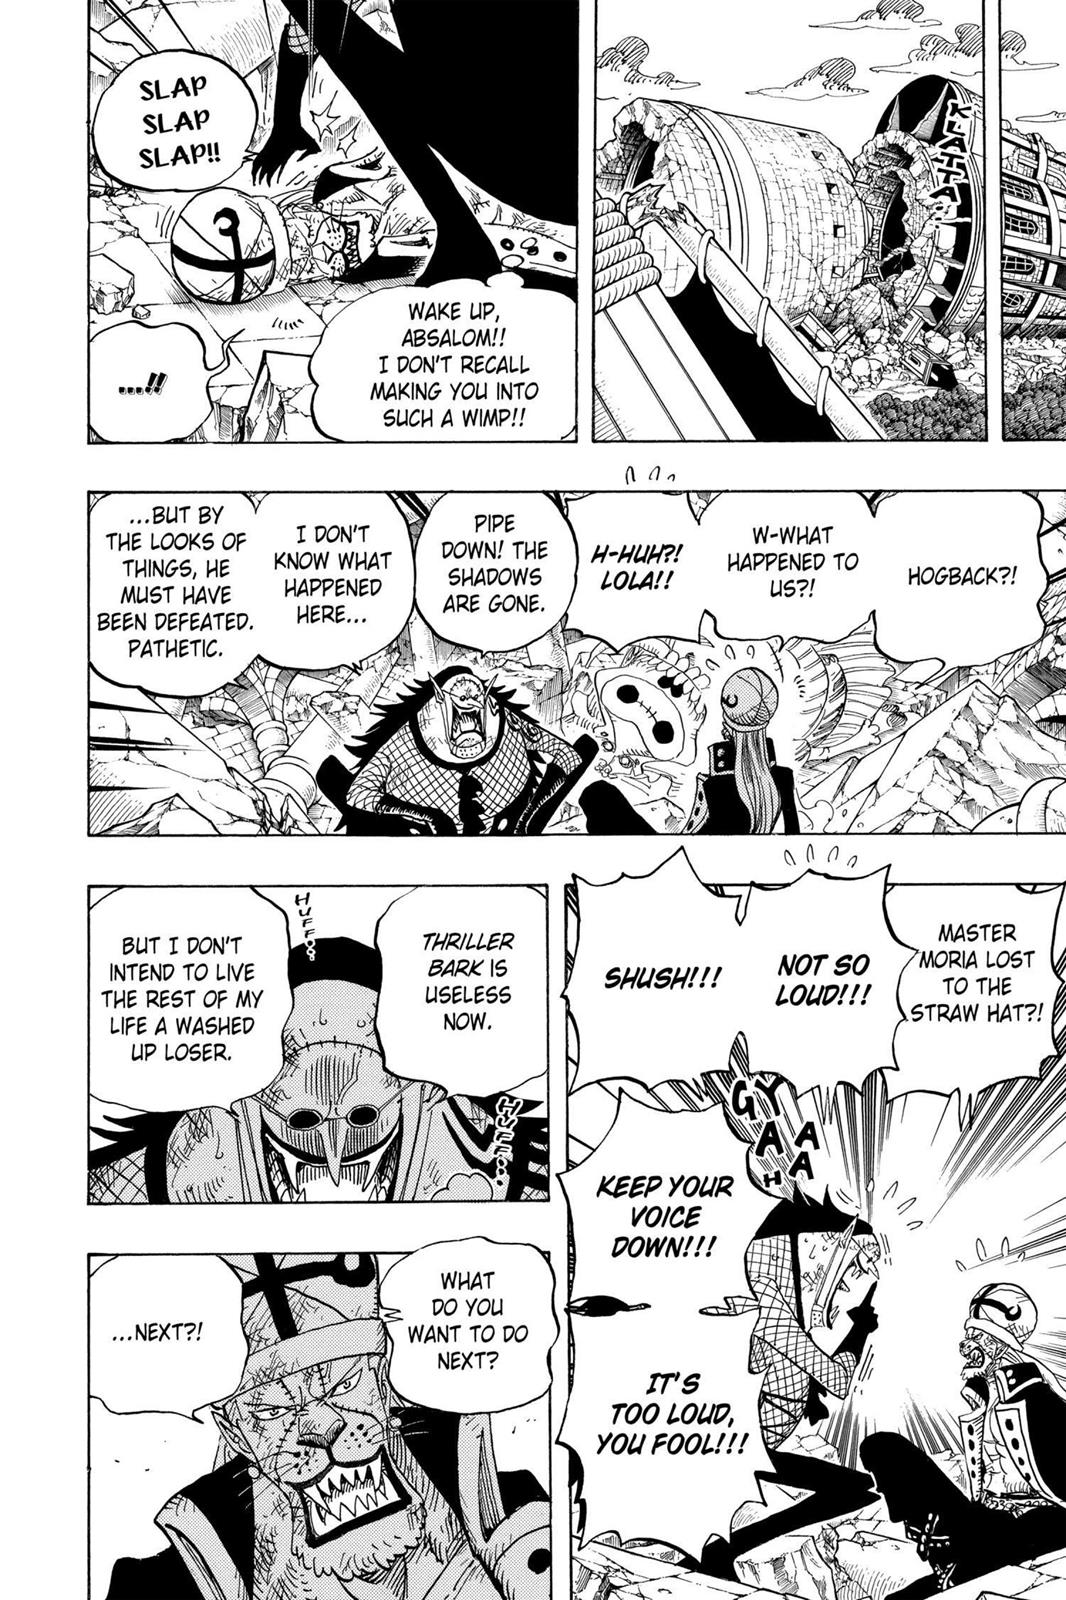 KLATTA
SLAP
SLAP
SLAP!!
WAKE UP,
ABSALOM!!
I DON'T RECALL
MAKING YOU INTO
SUCH A WIMP!!
....!!
HOGBACK?!
W-WHAT
HAPPENED TO
US?!
H-HUH?!
LOLA!!
PIPE
DOWN! THE
SHADOWS
ARE GONE.
I DON'T
KNOW WHAT
HAPPENED
HERE...
...BUT BY
THE LOOKS OF
THINGS, HE
MUST HAVE
BEEN DEFEATED.
PATHETIC.
MASTER
MORIA LOST
TO THE
STRAW HAT?!
NOT SO
LOUD!!!
SHUSH!!!
GYAAAH
KEEP YOUR
VOICE
DOWN!!!
IT'S
TOO LOUD,
YOU FOOL!!!
HUFF...
THRILLER
BARK IS
USELESS
NOW.
HUFF...
BUT I DON'T
INTEND TO LIVE
THE REST OF MY
LIFE A WASHED
UP LOSER.
WHAT
DO YOU
WANT TO DO
NEXT?
...NEXT?!